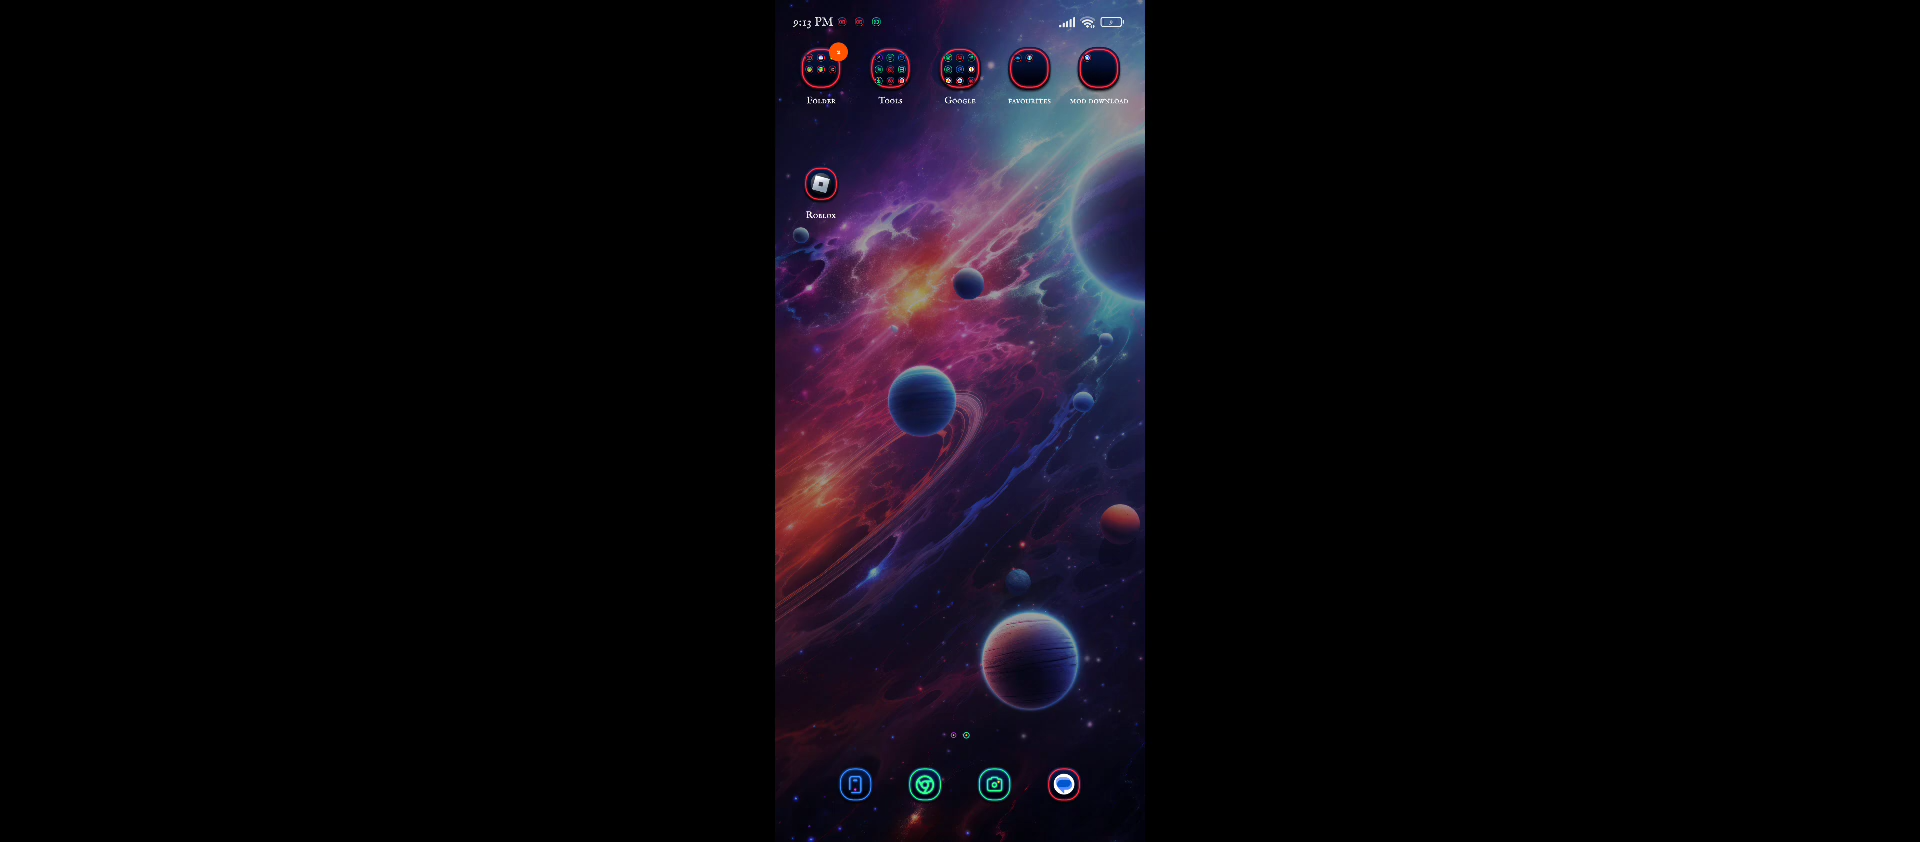 9:13 PM
Folder
Tools
Google
Favourites
Mod Download
Roblox